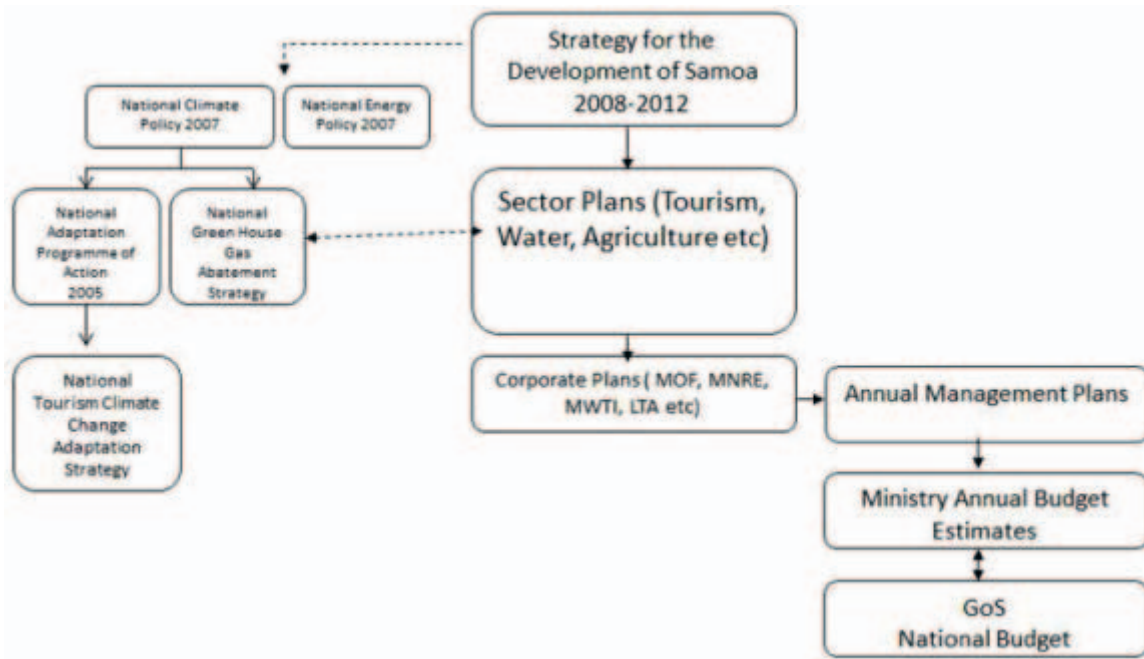 Strategy for the
Development of Samoa
2008-2012
National Climate
Policy 2007
National Energy
Policy 2007
National
Adaptation
Programme of
Action
2005
National
Green House
Gas
Abatement
Strategy
Sector Plans (Tourism,
Water, Agriculture etc)
National
Tourism Climate
Change
Adaptation
Strategy
Corporate Plans ( MOF, MNRE,
MWTI, LTA etc)
Annual Management Plans
Ministry Annual Budget
Estimates
GoS
National Budget